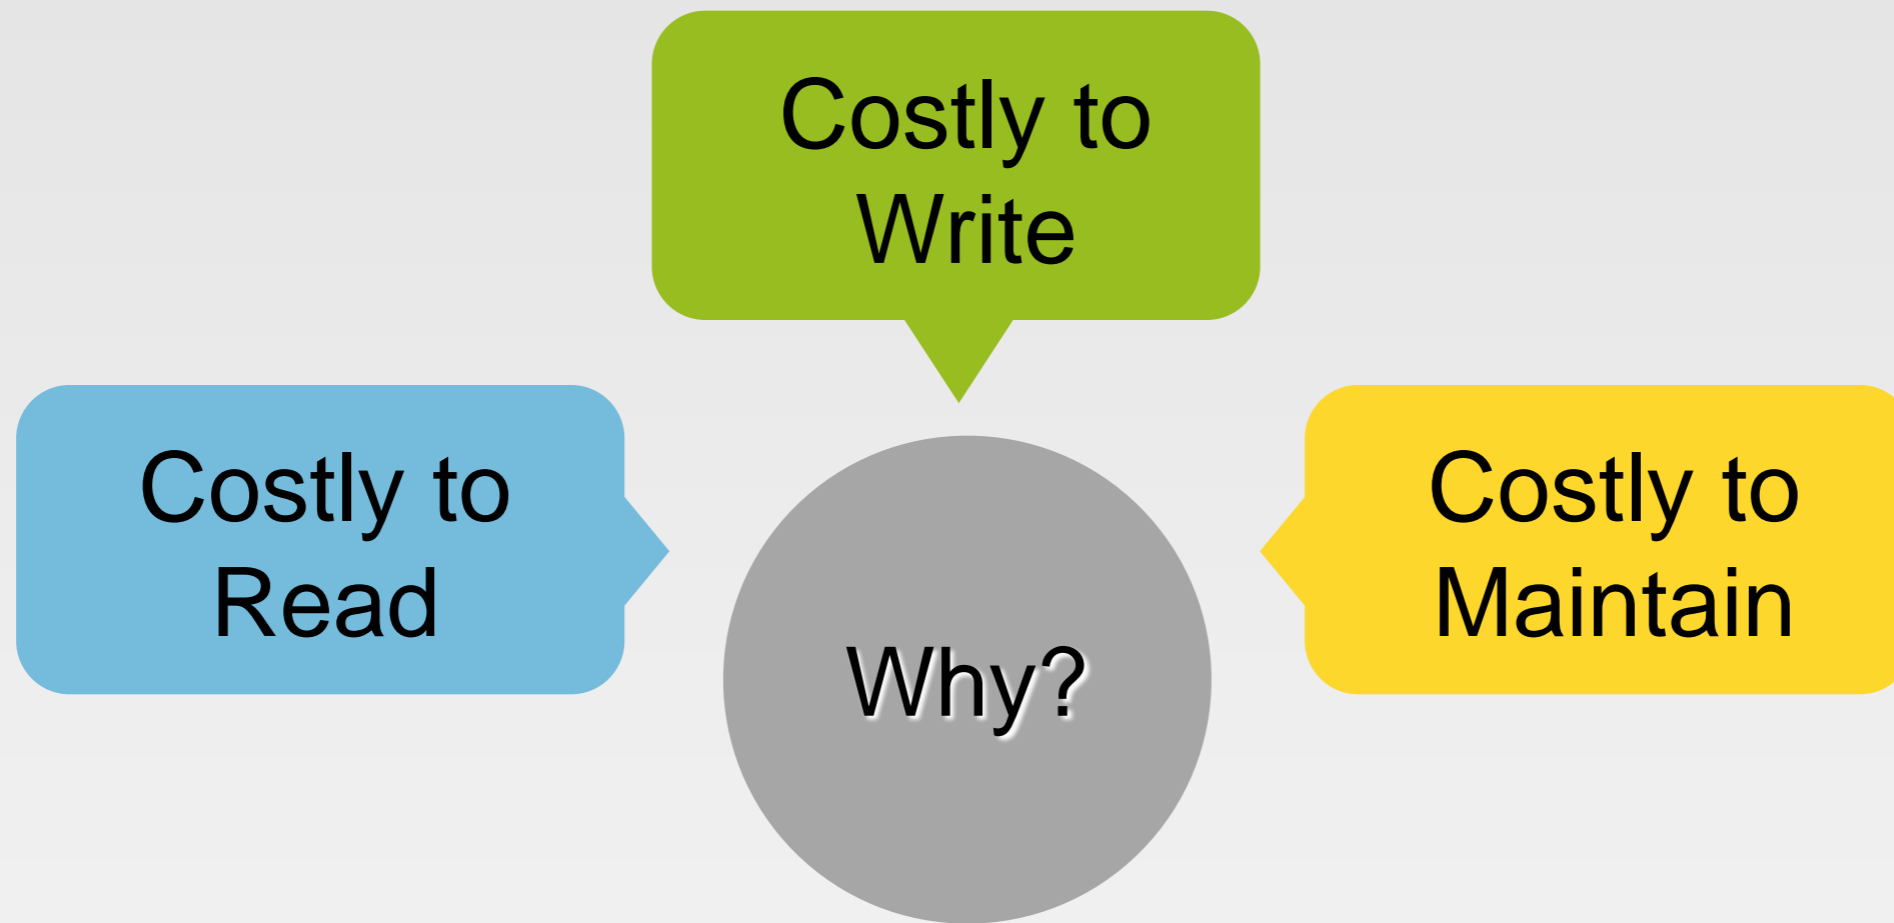 Costly to
Write
Costly to
Read
Costly to
Maintain
Why?